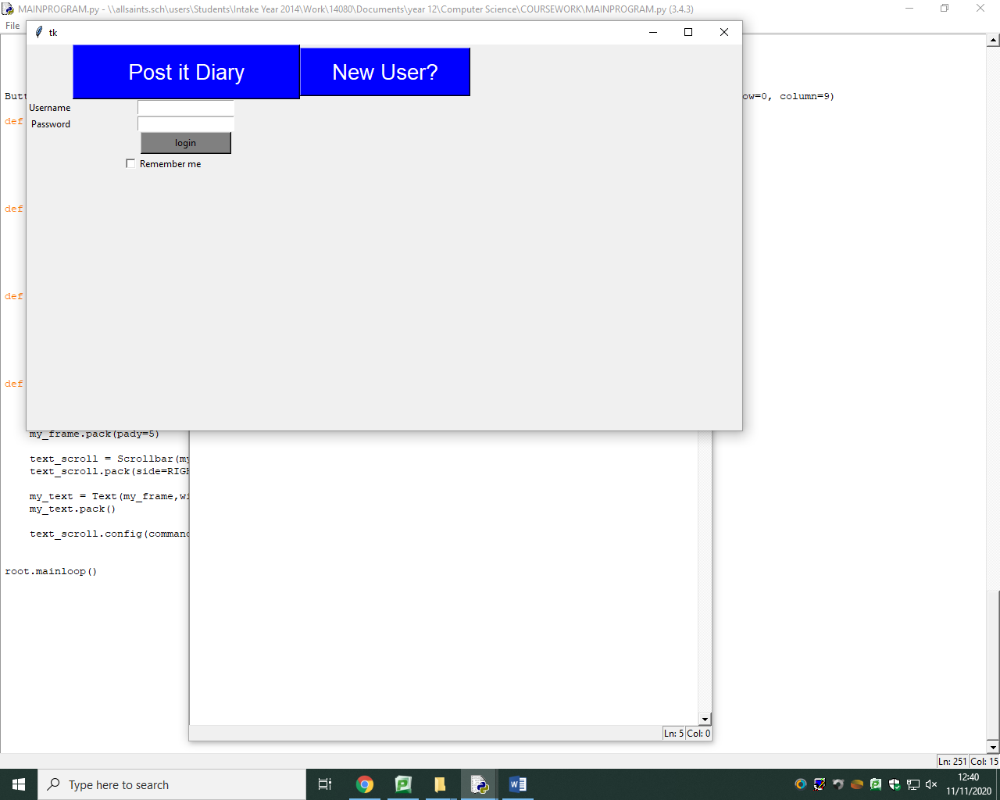 MAINPROGRAM.py - \\allsaints.sch\users\Students\Intake Year 2014\Work\14080\Documents\year 12\Computer Science\COURSEWORK\MAINPROGRAM.py (3.4.3)
File
tk
Post it Diary
New User?
Username
Password
login
Remember me
Butt
ow=0, column=9)
def
def
def
def
my_frame.pack(pady=5)
text_scroll = Scrollbar(my
text_scroll.pack(side=RIGH
my_text = Text(my_frame,wi
my_text.pack()
text_scroll.config(command
root.mainloop()
Ln: 5 Col: 0
Ln: 251 Col: 15
Type here to search
12:40
11/11/2020